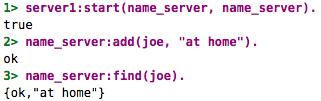 1> server1:start(name_server, name_server).
true
2> name_server:add(joe, "at home").
ok
3> name_server:find(joe).
{ok,"at home"}